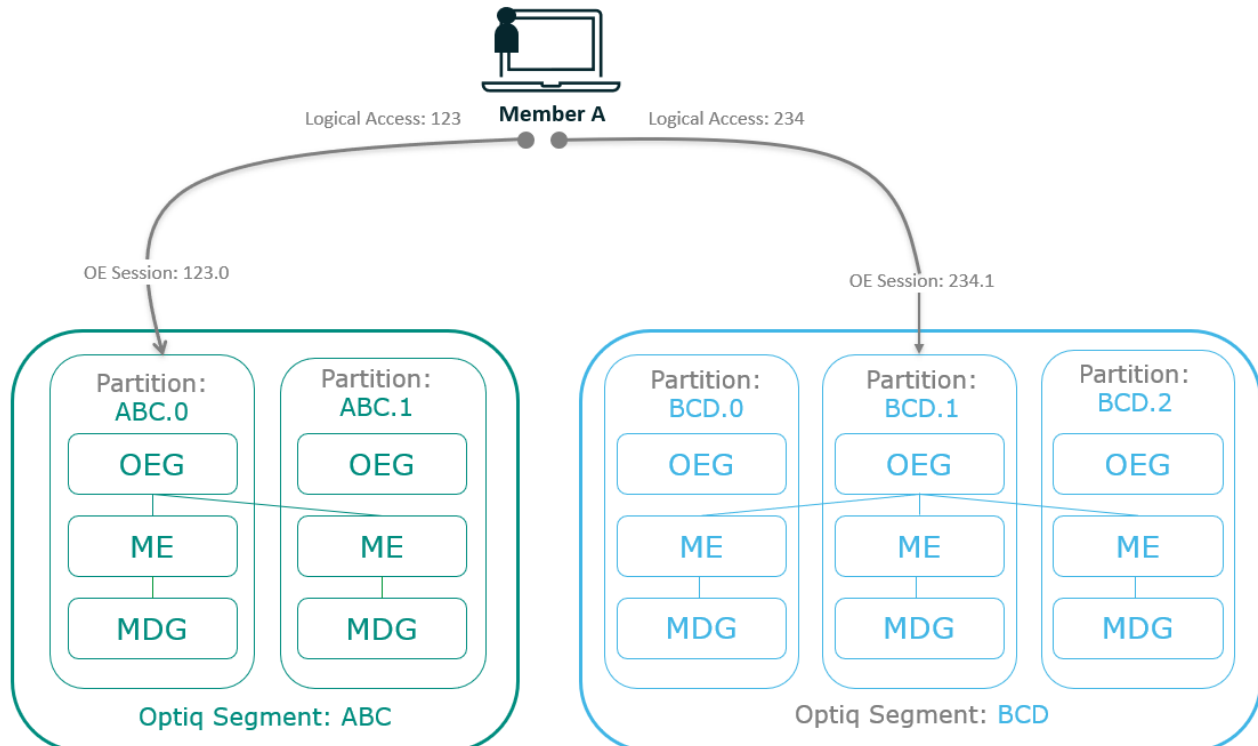 Member A
Logical Access: 123
Logical Access: 234
OE Session: 123.0
OE Session: 234.1
Partition:
ABC.0
OEG
ME
MDG
Partition:
ABC.1
OEG
ME
MDG
Optiq Segment: ABC
Partition:
BCD.0
OEG
ME
MDG
Partition:
BCD.1
OEG
ME
MDG
Partition:
BCD.2
OEG
ME
MDG
Optiq Segment: BCD